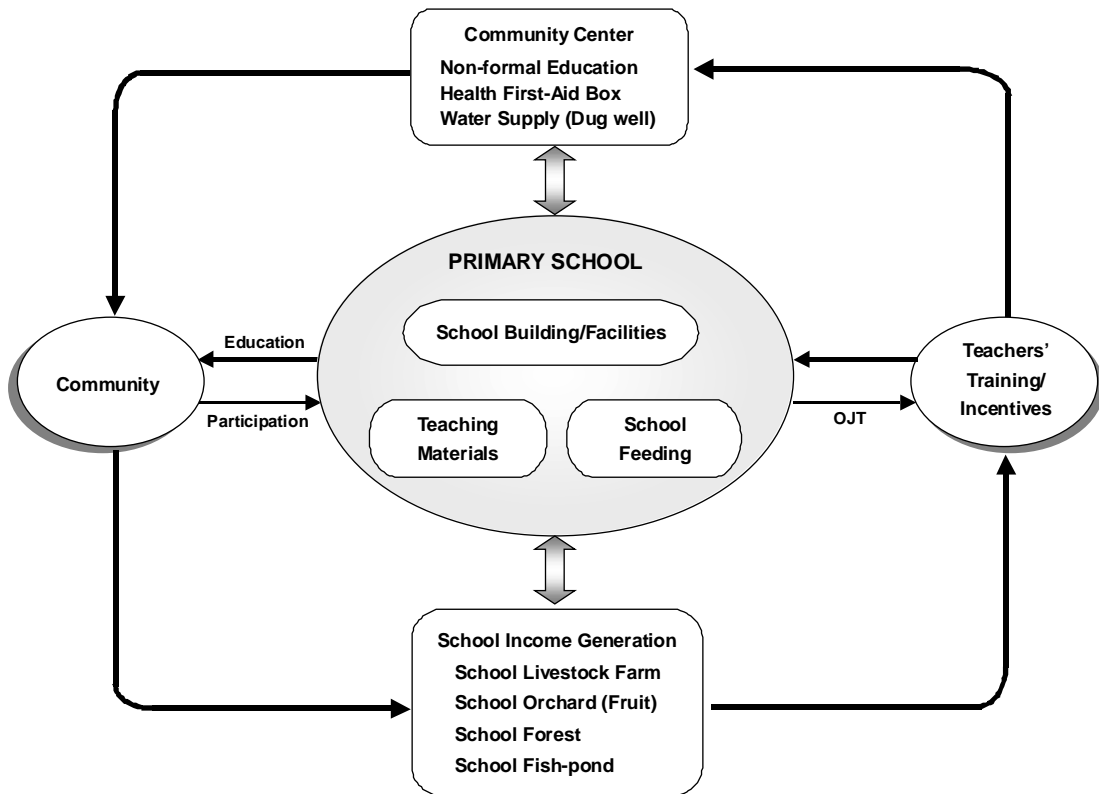 Community Center
Non-formal Education
Health First-Aid Box
Water Supply (Dug well)
PRIMARY SCHOOL
School Building/Facilities
Teaching
Materials
School
Feeding
Education
Participation
Community
Teachers’
Training/
Incentives
OJT
School Income Generation
School Livestock Farm
School Orchard (Fruit)
School Forest
School Fish-pond